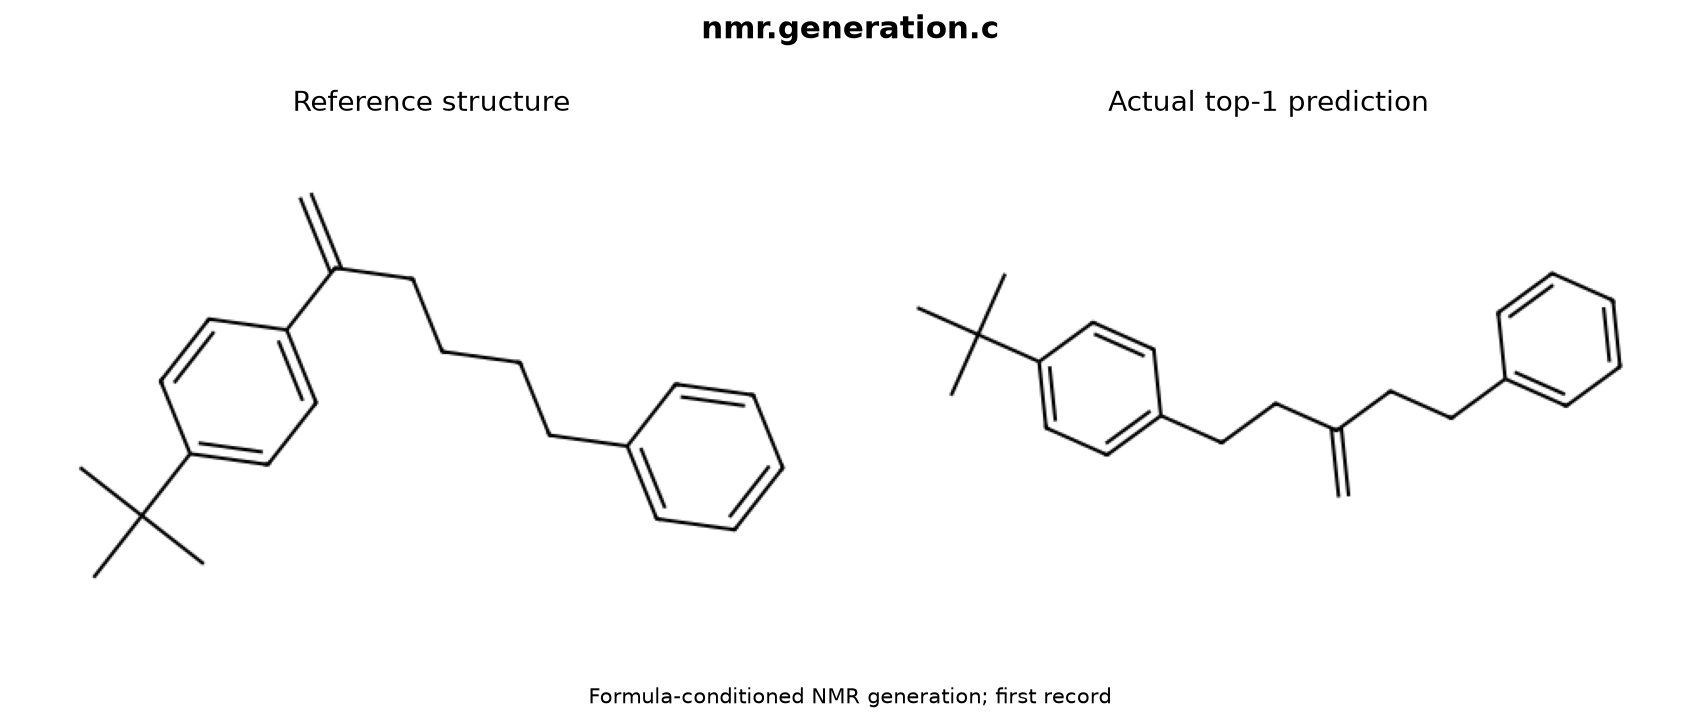 nmr.generation.c
Reference structure
Actual top-1 prediction
Formula-conditioned NMR generation; first record